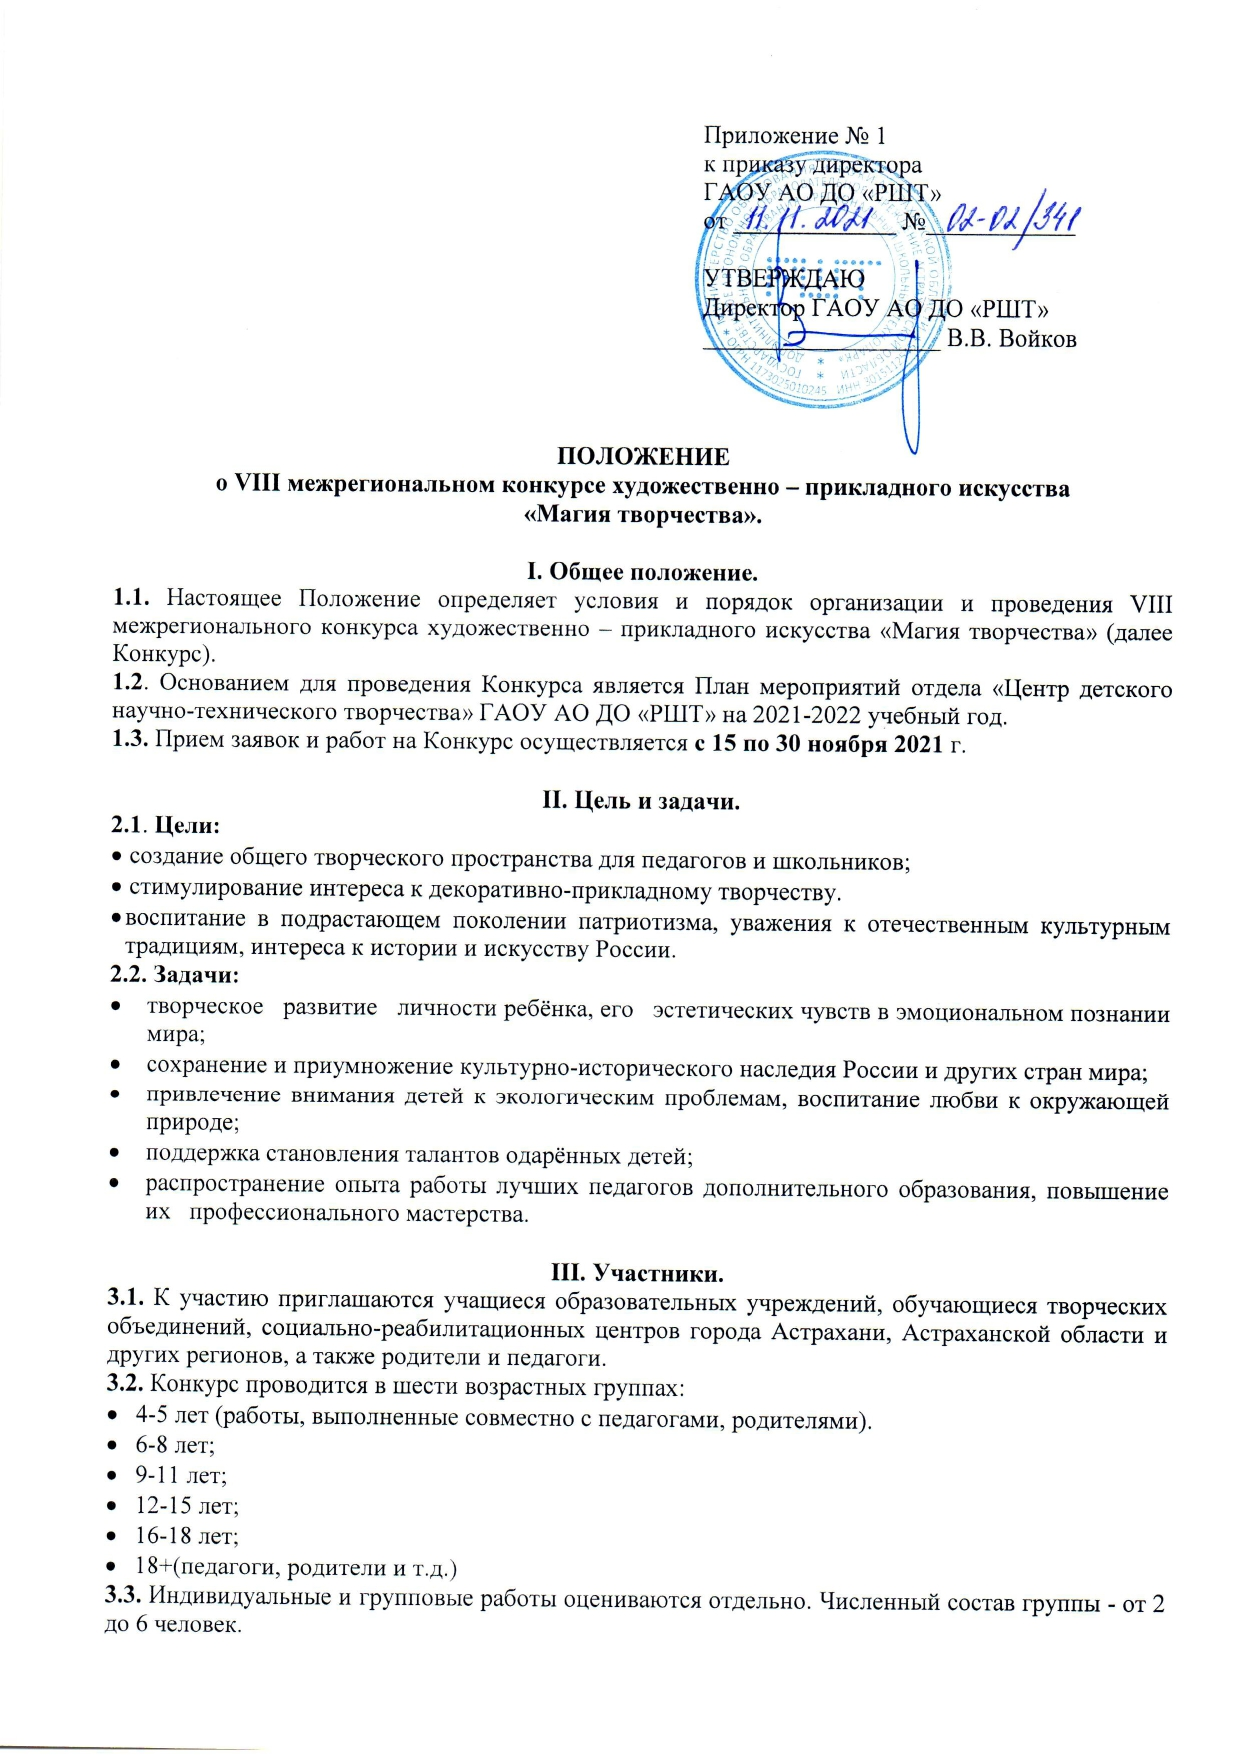 Приложение № 1
к приказу директора
ГАОУ АО ДО «РШТ»
от 11.11.2021 № 02-02/341
УТВЕРЖДАЮ
Директор ГАОУ АО ДО «РШТ»
В.В. Войков
ПОЛОЖЕНИЕ
о VIII межрегиональном конкурсе художественно – прикладного искусства
«Магия творчества».
I. Общее положение.
1.1. Настоящее Положение определяет условия и порядок организации и проведения VIII
межрегионального конкурса художественно – прикладного искусства «Магия творчества» (далее
Конкурс).
1.2. Основанием для проведения Конкурса является План мероприятий отдела «Центр детского
научно-технического творчества» ГАОУ АО ДО «РШТ» на 2021-2022 учебный год.
1.3. Прием заявок и работ на Конкурс осуществляется с 15 по 30 ноября 2021 г.
II. Цель и задачи.
2.1. Цели:
• создание общего творческого пространства для педагогов и школьников;
• стимулирование интереса к декоративно-прикладному творчеству.
• воспитание в подрастающем поколении патриотизма, уважения к отечественным культурным
традициям, интереса к истории и искусству России.
2.2. Задачи:
• творческое развитие личности ребёнка, его эстетических чувств в эмоциональном познании
мира;
• сохранение и приумножение культурно-исторического наследия России и других стран мира;
• привлечение внимания детей к экологическим проблемам, воспитание любви к окружающей
природе;
• поддержка становления талантов одарённых детей;
• распространение опыта работы лучших педагогов дополнительного образования, повышение
их профессионального мастерства.
III. Участники.
3.1. К участию приглашаются учащиеся образовательных учреждений, обучающиеся творческих
объединений, социально-реабилитационных центров города Астрахани, Астраханской области и
других регионов, а также родители и педагоги.
3.2. Конкурс проводится в шести возрастных группах:
• 4-5 лет (работы, выполненные совместно с педагогами, родителями).
• 6-8 лет;
• 9-11 лет;
• 12-15 лет;
• 16-18 лет;
• 18+(педагоги, родители и т.д.)
3.3. Индивидуальные и групповые работы оцениваются отдельно. Численный состав группы - от 2
до 6 человек.